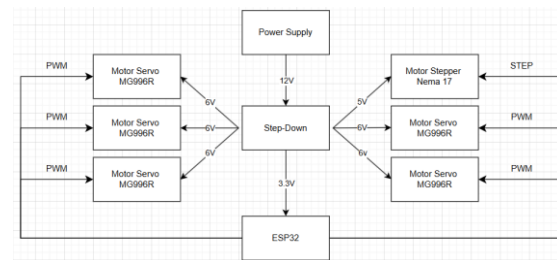 Power Supply
PWM
Motor Servo
MG996R
Motor Stepper
Nema 17
STEP
12V
6V
5V
PWM
Motor Servo
MG996R
6V
Step-Down
6V
Motor Servo
MG996R
PWM
PWM
Motor Servo
MG996R
6V
6v
Motor Servo
MG996R
PWM
3.3V
ESP32